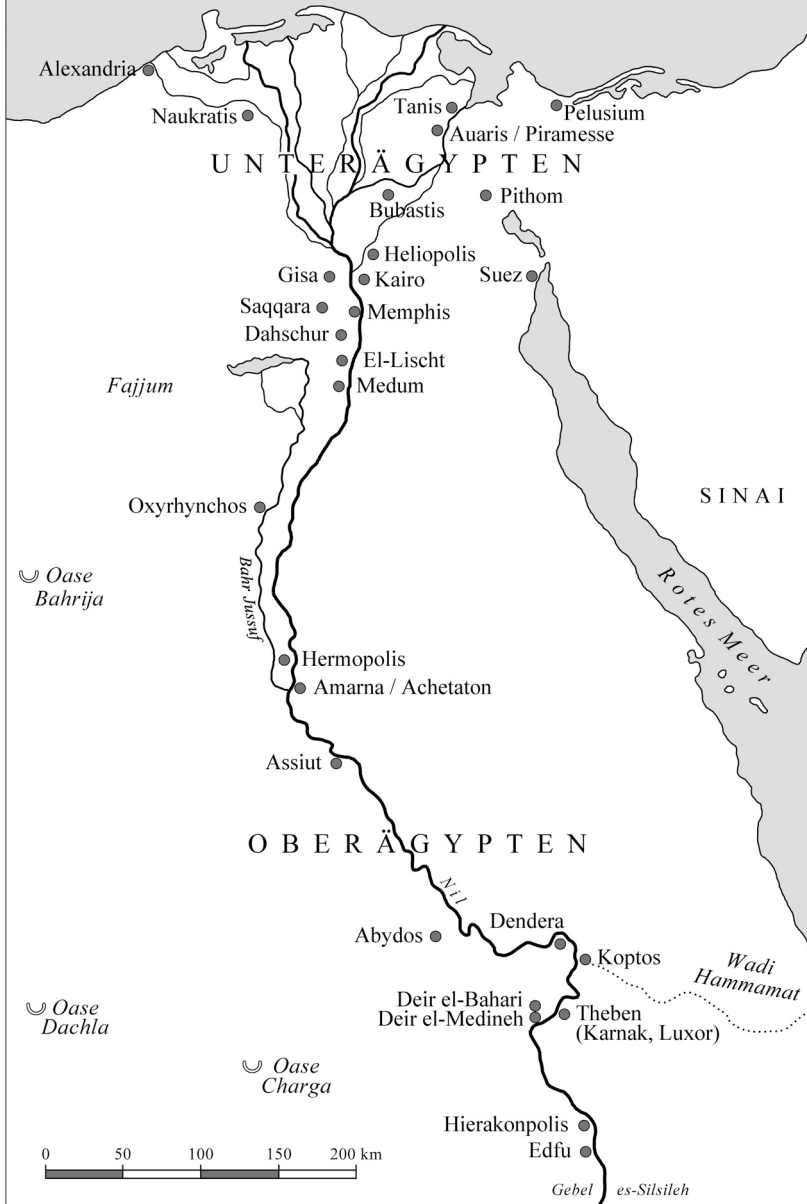 Alexandria
Naukratis
Tanis
Pelusium
Auaris / Piramesse
UNTERÄGYPTEN
Bubastis
Pithom
Heliopolis
Gisa
Kairo
Suez
Saqqara
Memphis
Dahschur
El-Lischt
Fajjum
Medum
SINAI
Oxyrhynchos
Oase
Bahrija
Bahr Jussuf
Rotes Meer
Hermopolis
Amarna / Achetaton
Assiut
OBERÄGYPTEN
Nil
Dendera
Abydos
Koptos
Wadi
Hammamat
Deir el-Bahari
Deir el-Medineh
Theben
(Karnak, Luxor)
Oase
Dachla
Oase
Charga
Hierakonpolis
Edfu
0 50 100 150 200 km
Gebel es-Silsileh